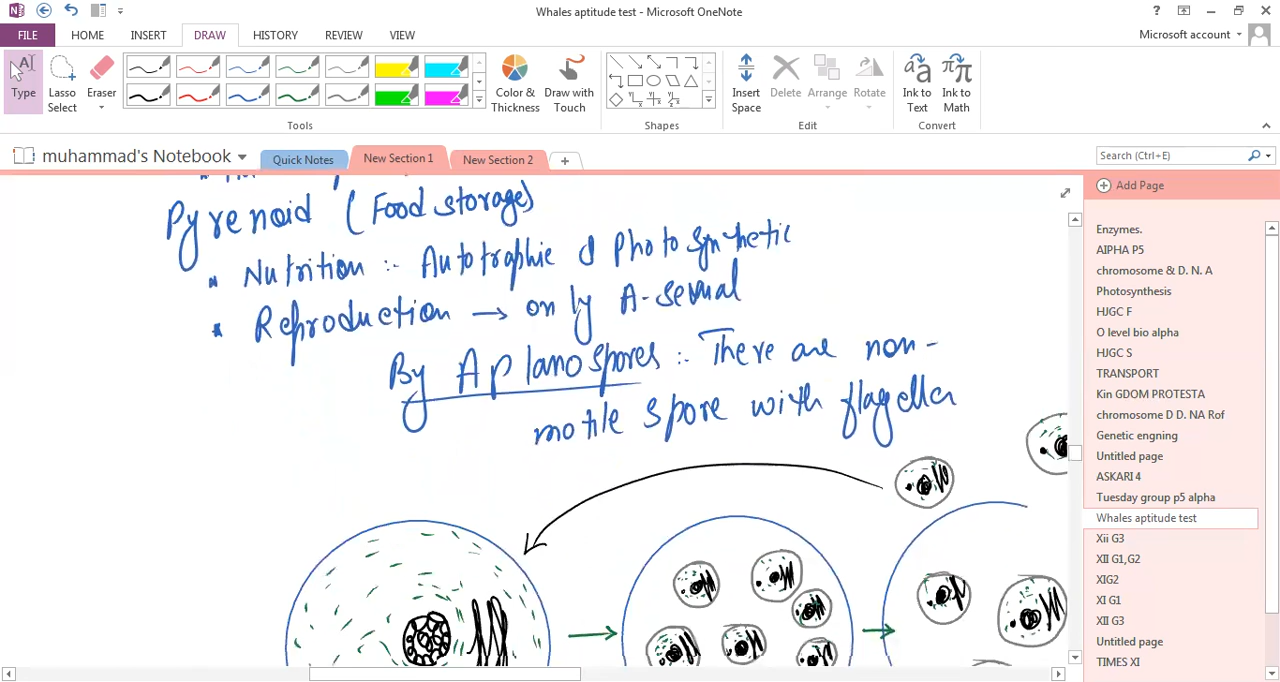 Whales aptitude test - Microsoft OneNote
FILE HOME INSERT DRAW HISTORY REVIEW VIEW
Microsoft account
Type
Lasso Select
Eraser
Color & Thickness
Draw with Touch
Insert Space
Delete
Arrange
Rotate
Ink to Text
Ink to Math
Tools
Shapes
Edit
Convert
muhammad's Notebook
Quick Notes
New Section 1
New Section 2
Search (Ctrl+E)
Pyrenoid (Food storage)
Nutrition :- Autotrophic & Photosynthetic
Reproduction → only A-sexual
By Aplanospores :- There are non-
motile spore with flagella
Add Page
Enzymes.
AlPHA P5
chromosome & D. N. A
Photosynthesis
HJGC F
O level bio alpha
HJGC S
TRANSPORT
Kin GDOM PROTESTA
chromosome D D. NA Rof
Genetic engning
Untitled page
ASKARI 4
Tuesday group p5 alpha
Whales aptitude test
Xii G3
XII G1,G2
XIG2
XI G1
XII G3
Untitled page
TIMES XI